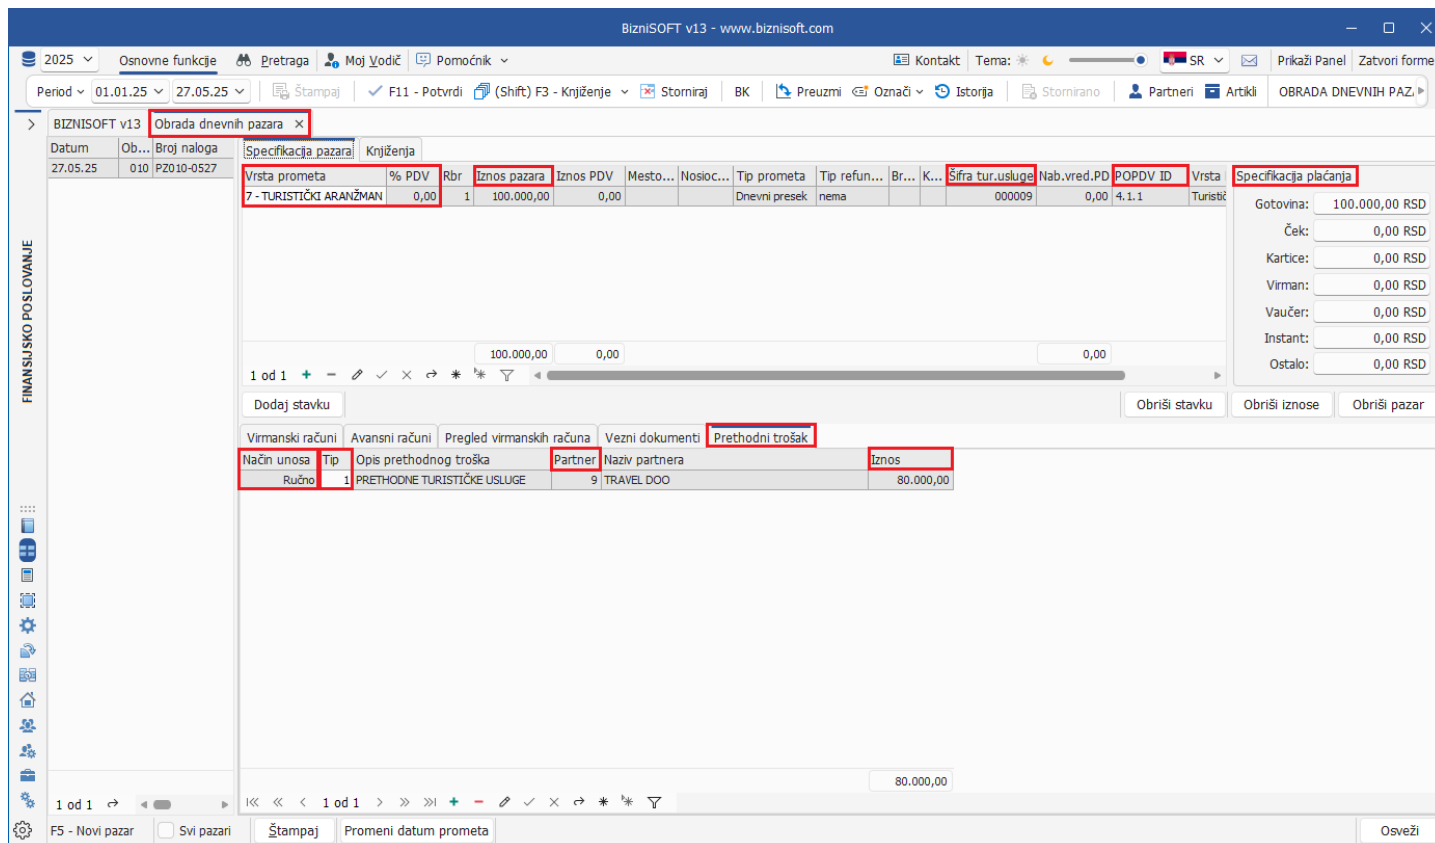 BizniSOFT v13 - www.biznisoft.com
2025 Osnovne funkcije Pretraga Moj Vodič Pomoćnik Kontakt Tema: SR Prikaži Panel Zatvori forme
Period 01.01.25 27.05.25 Štampaj F11 - Potvrdi (Shift) F3 - Knjiženje Storniraj BK Preuzmi Označi Istorija Stornirano Partneri Artikli OBRADA DNEVNIH PAZ
BIZNISOFT v13 Obrada dnevnih pazara
Datum Ob... Broj naloga
27.05.25 010 PZ010-0527
Specifikacija pazara Knjiženja
Vrsta prometa % PDV Rbr Iznos pazara Iznos PDV Mesto... Nosioc... Tip prometa Tip refun... Br... K... Šifra tur.usluge Nab.vred.PD POPDV ID Vrsta
7 - TURISTIČKI ARANŽMAN 0,00 1 100.000,00 0,00 Dnevni presek nema 000009 0,00 4.1.1 Turistič
100.000,00 0,00 0,00
1 od 1
Specifikacija plaćanja
Gotovina: 100.000,00 RSD
Ček: 0,00 RSD
Kartice: 0,00 RSD
Virman: 0,00 RSD
Vaučer: 0,00 RSD
Instant: 0,00 RSD
Ostalo: 0,00 RSD
Dodaj stavku Obriši stavku Obriši iznose Obriši pazar
Virmanski računi Avansni računi Pregled virmanskih računa Vezni dokumenti Prethodni trošak
Način unosa Tip Opis prethodnog troška Partner Naziv partnera Iznos
Ručno 1 PRETHODNE TURISTIČKE USLUGE 9 TRAVEL DOO 80.000,00
80.000,00
FINANSIJSKO POSLOVANJE
1 od 1
1 od 1
F5 - Novi pazar Svi pazari Štampaj Promeni datum prometa Osveži